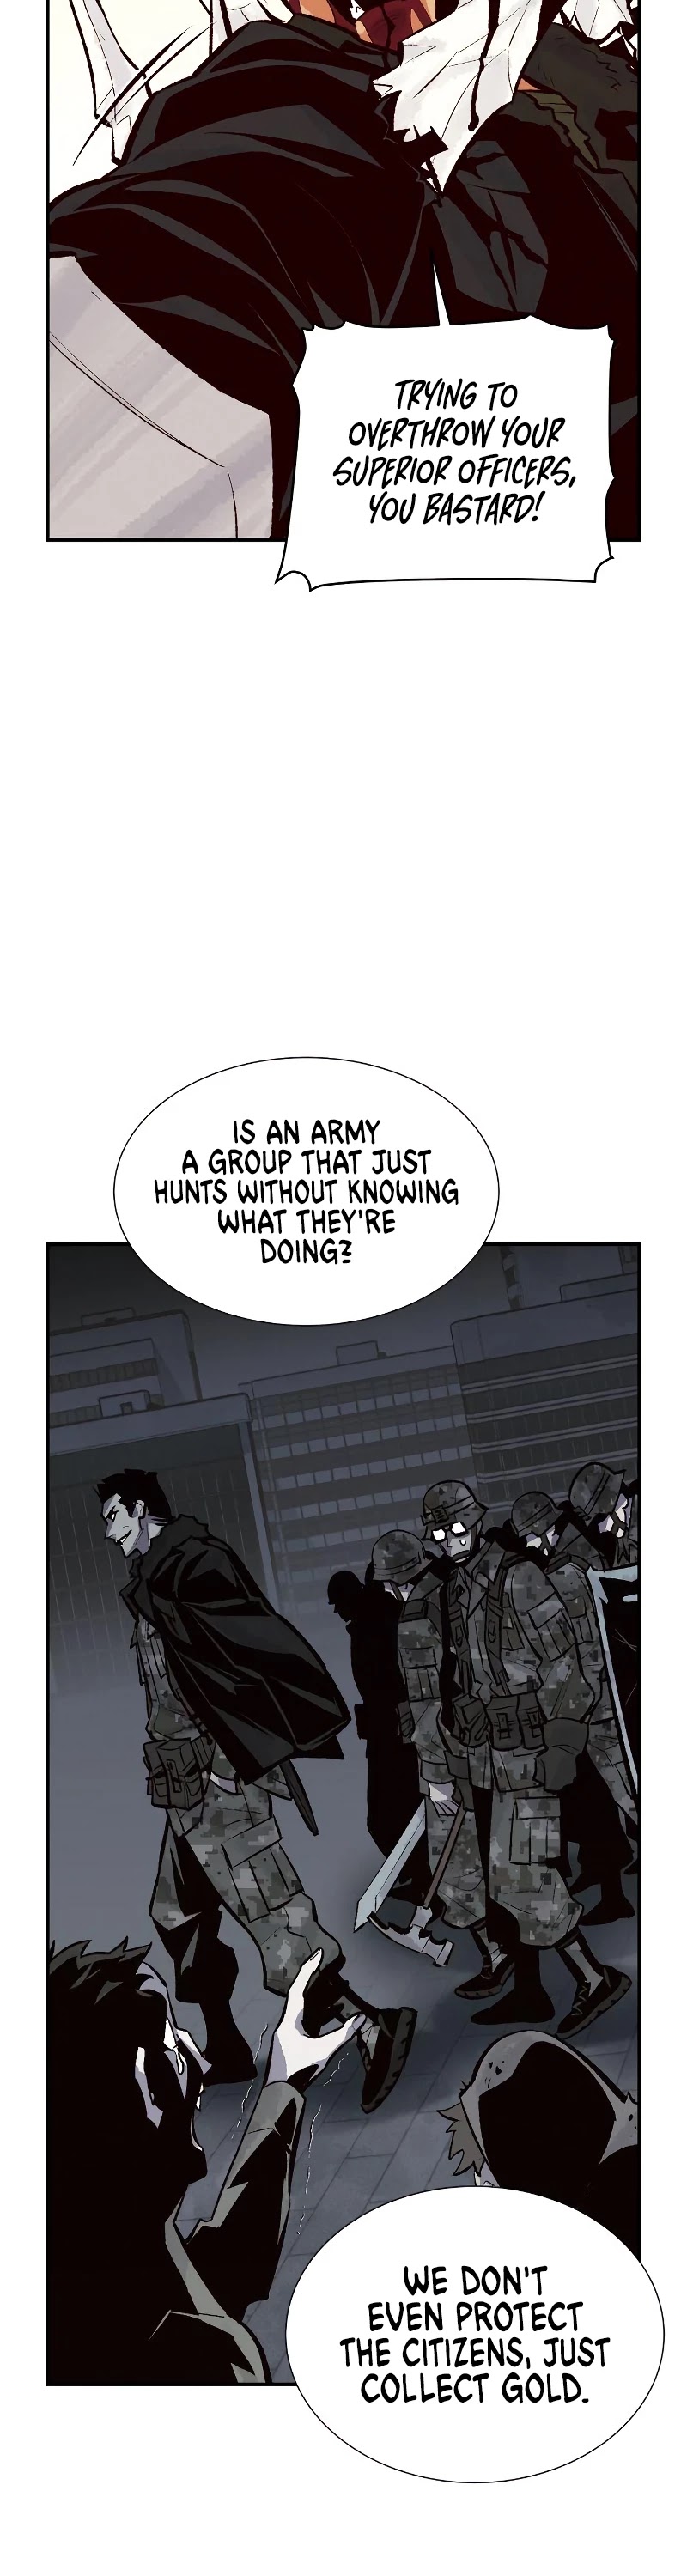 TRYING TO
OVERTHROW YOUR
SUPERIOR OFFICERS,
YOU BASTARD!
IS AN ARMY
A GROUP THAT JUST
HUNTS WITHOUT KNOWING
WHAT THEY'RE
DOING?
WE DON'T
EVEN PROTECT
THE CITIZENS, JUST
COLLECT GOLD.